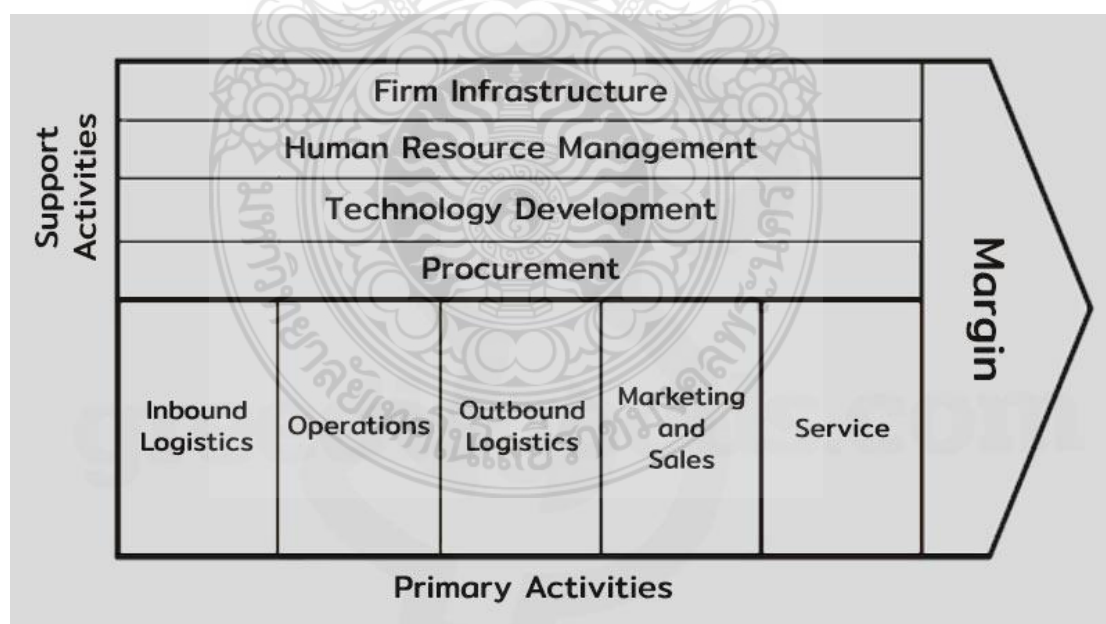 Support
Activities
Firm Infrastructure
Human Resource Management
Technology Development
Procurement
Inbound
Logistics
Operations
Outbound
Logistics
Marketing
and
Sales
Service
Margin
Primary Activities